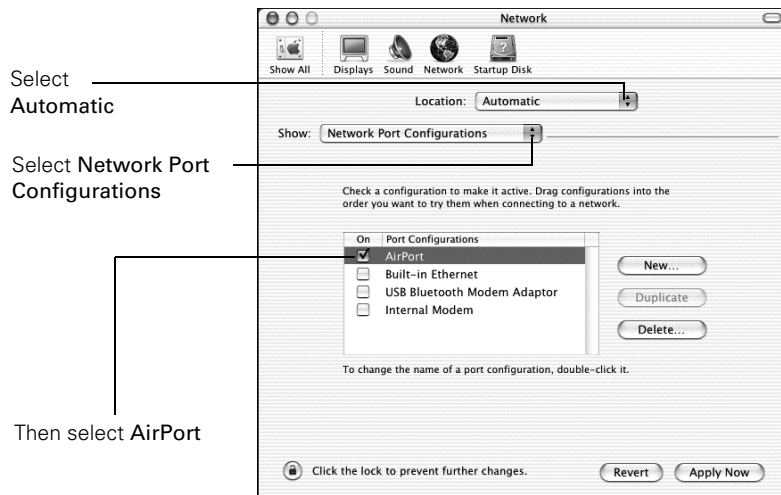 Network
Show All Displays Sound Network Startup Disk
Select
Automatic
Location: Automatic
Show: Network Port Configurations
Select Network Port
Configurations
Check a configuration to make it active. Drag configurations into the
order you want to try them when connecting to a network.
On Port Configurations
AirPort
Built-in Ethernet
USB Bluetooth Modem Adaptor
Internal Modem
New...
Duplicate
Delete...
To change the name of a port configuration, double-click it.
Then select AirPort
Click the lock to prevent further changes.
Revert Apply Now